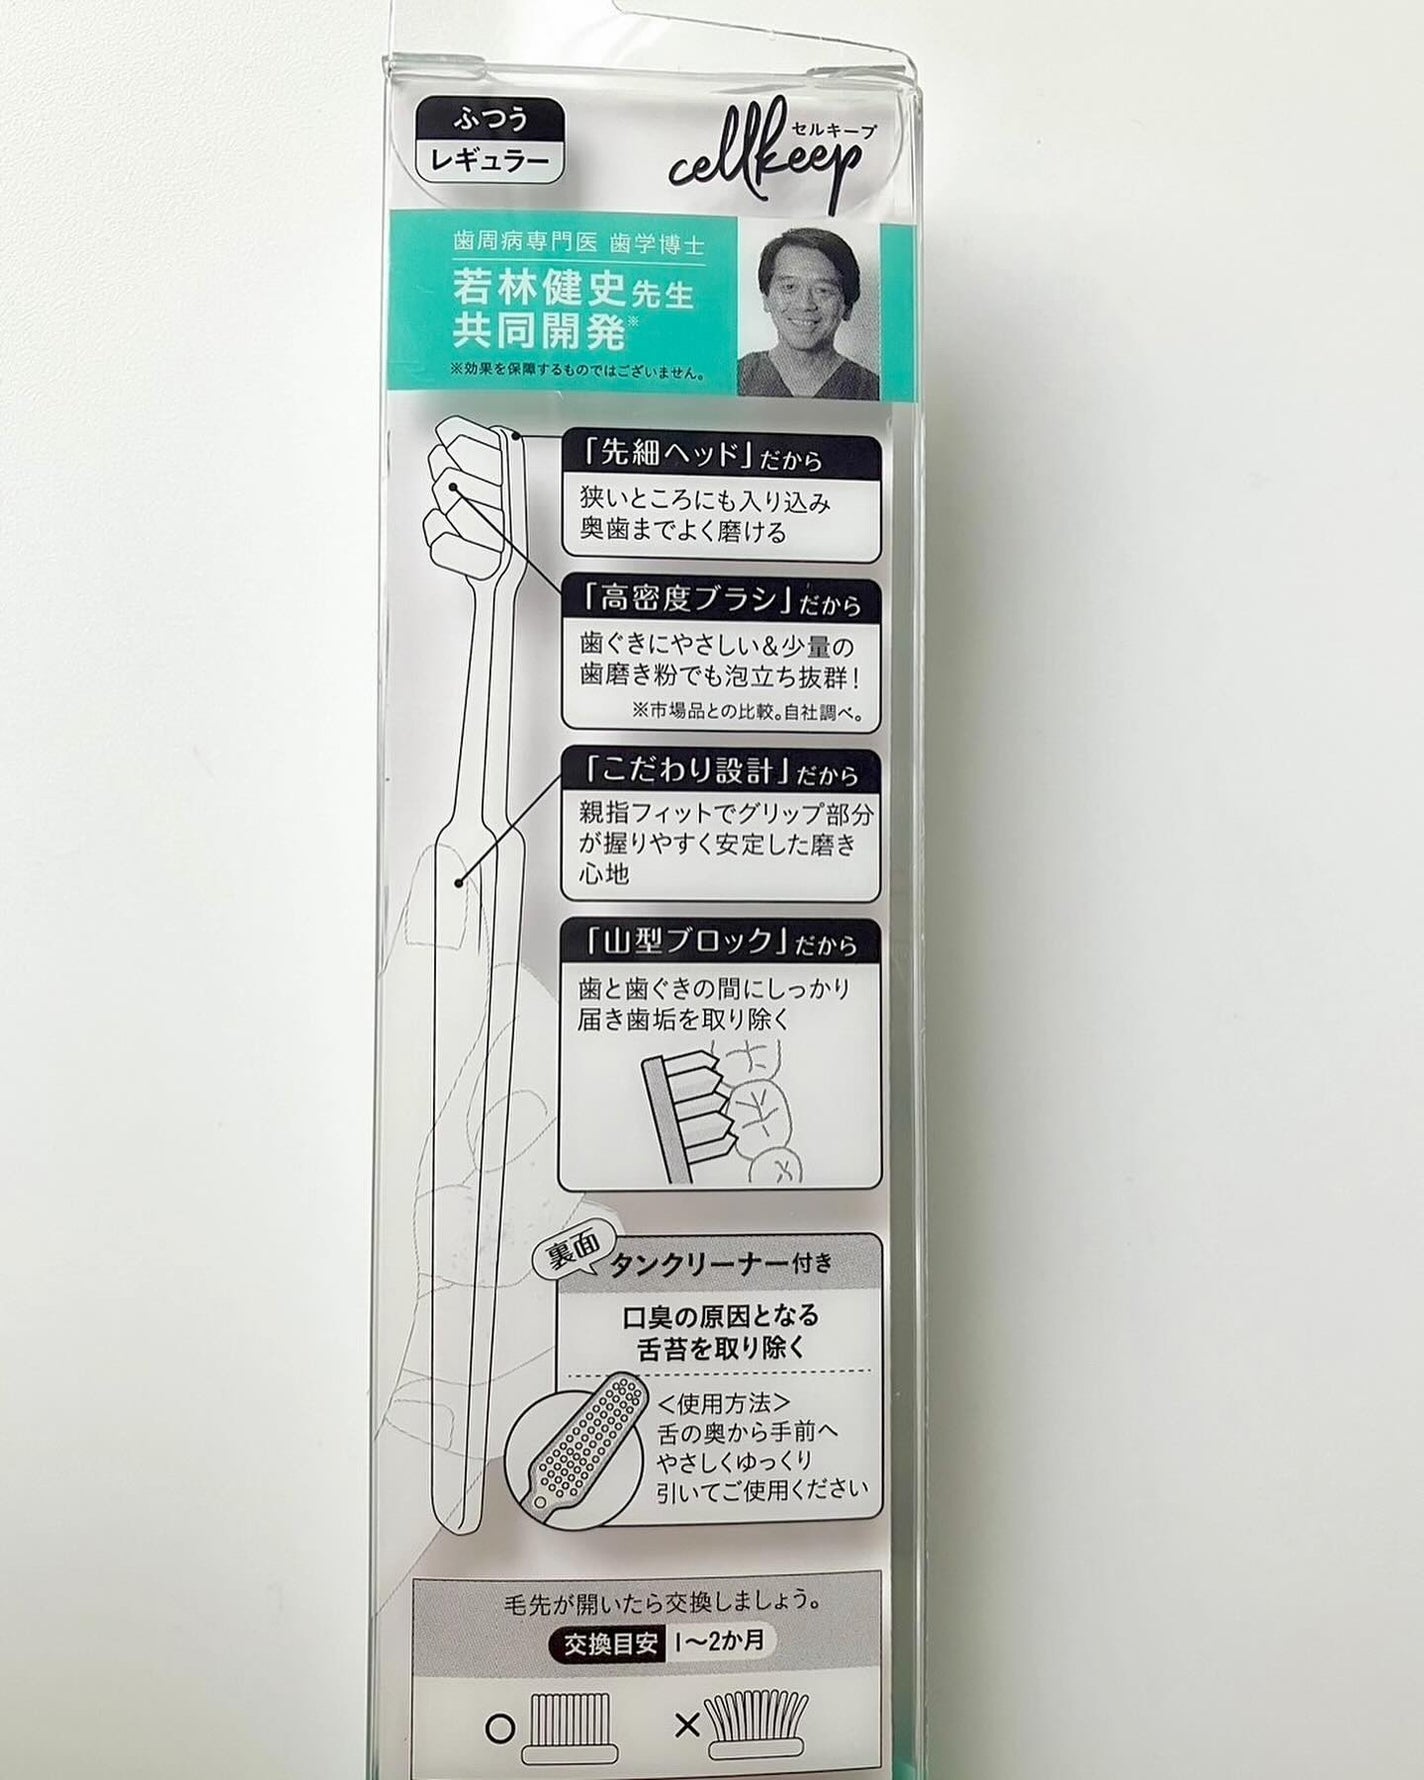 ふつう
レギュラー
cellkeep
セルキープ
歯周病専門医 歯学博士
若林健史先生
共同開発※
※効果を保障するものではございません。
「先細ヘッド」だから
狭いところにも入り込み
奥歯までよく磨ける
「高密度ブラシ」だから
歯ぐきにやさしい&少量の
歯磨き粉でも泡立ち抜群!
※市場品との比較。自社調べ。
「こだわり設計」だから
親指フィットでグリップ部分
が握りやすく安定した磨き
心地
「山型ブロック」だから
歯と歯ぐきの間にしっかり
届き歯垢を取り除く
裏面
タンクリーナー付き
口臭の原因となる
舌苔を取り除く
＜使用方法＞
舌の奥から手前へ
やさしくゆっくり
引いてご使用ください
毛先が開いたら交換しましょう。
交換目安 1〜2か月
○ ×